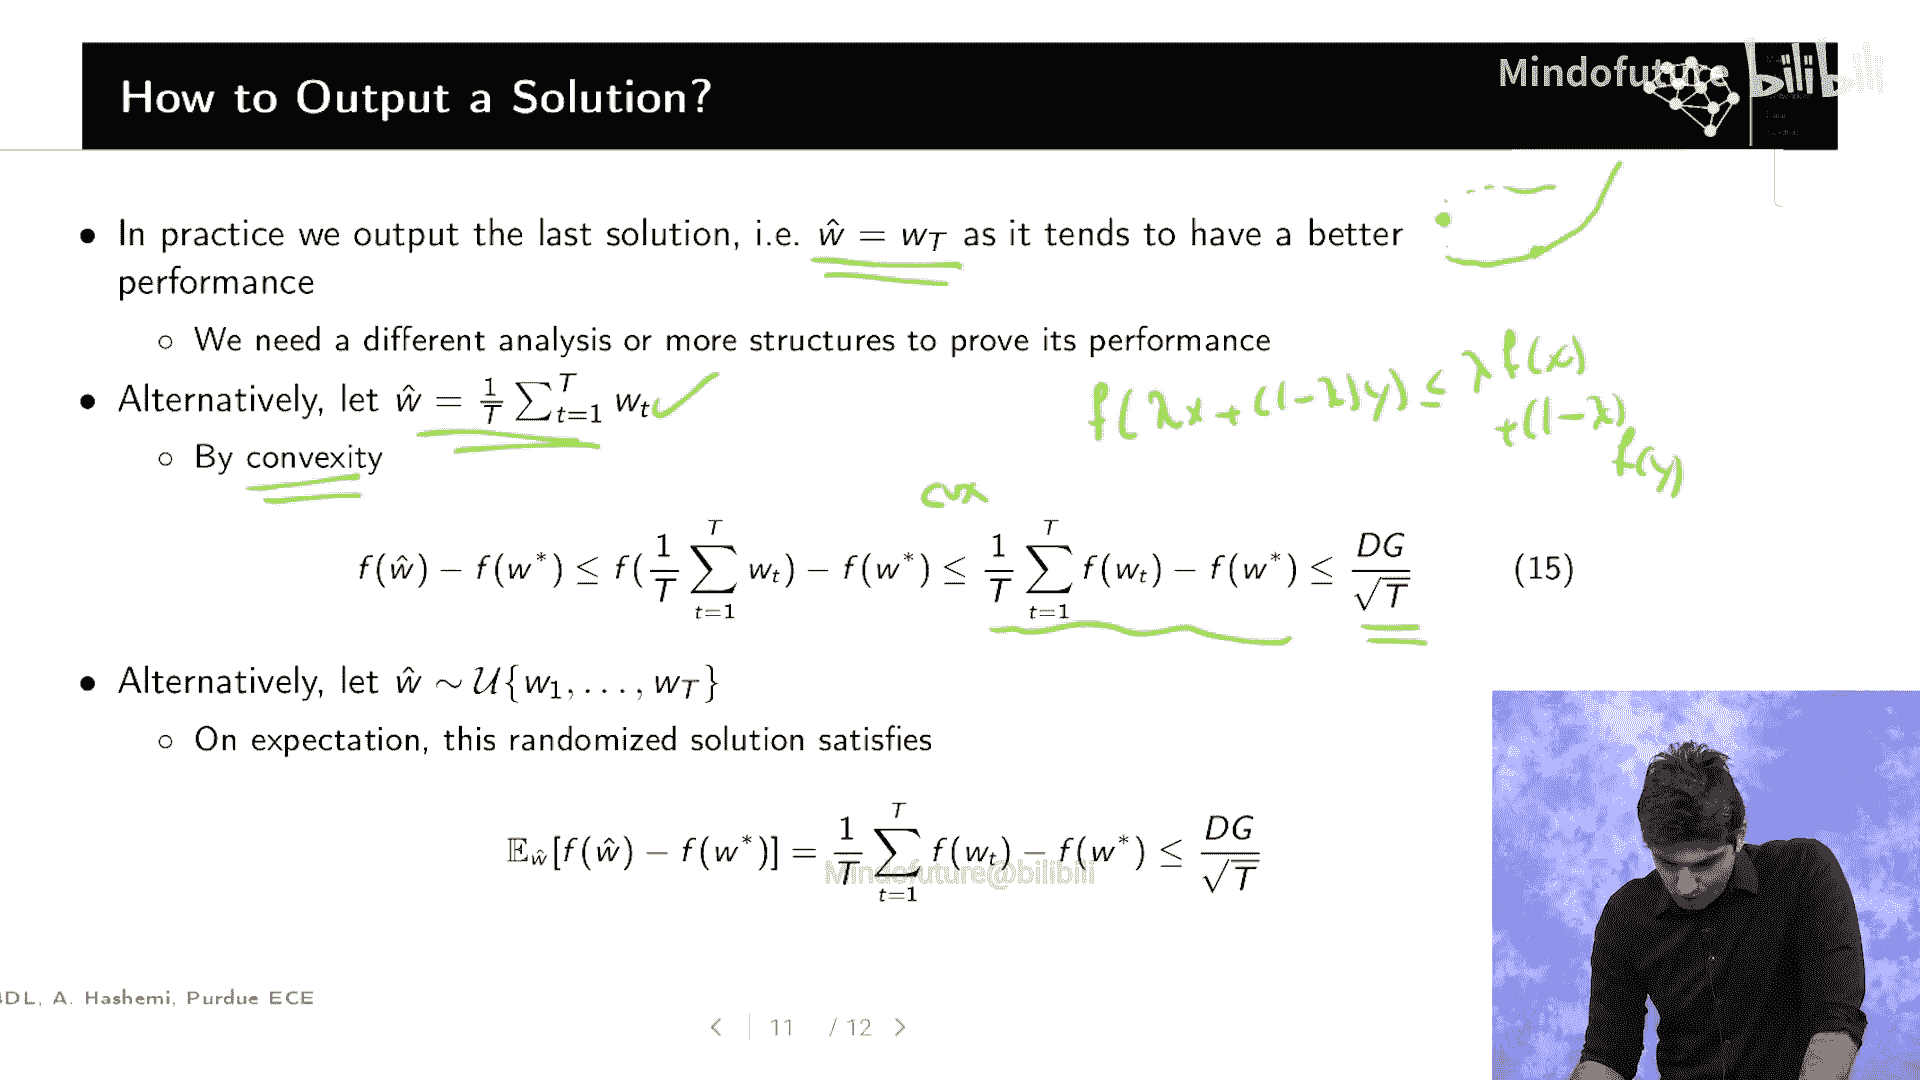 How to Output a Solution?
Mindofuture
bilibili
• In practice we output the last solution, i.e. ŵ = w_T as it tends to have a better
performance
○ We need a different analysis or more structures to prove its performance
f(λx + (1-λ)y) ≤ λ f(x)
+(1-λ)
f(y)
• Alternatively, let ŵ = 1/T ∑_{t=1}^{T} w_t ✓
○ By convexity
cvx
f(ŵ) − f(w*) ≤ f(1/T ∑_{t=1}^{T} w_t) − f(w*) ≤ 1/T ∑_{t=1}^{T} f(w_t) − f(w*) ≤ DG/√T (15)
• Alternatively, let ŵ ∼ 𝒰{w_1, . . . , w_T}
○ On expectation, this randomized solution satisfies
𝔼_ŵ[f(ŵ) − f(w*)] = 1/T ∑_{t=1}^{T} f(w_t) − f(w*) ≤ DG/√T
Mindofuture@bilibili
BDL, A. Hashemi, Purdue ECE
< 11 / 12 >